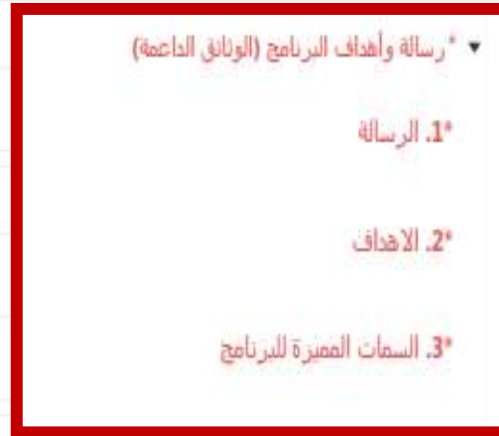 * رسالة وأهداف البرنامج (الوثائق الداعمة)
*1. الرسالة
*2. الاهداف
*3. السمات المميزة للبرنامج